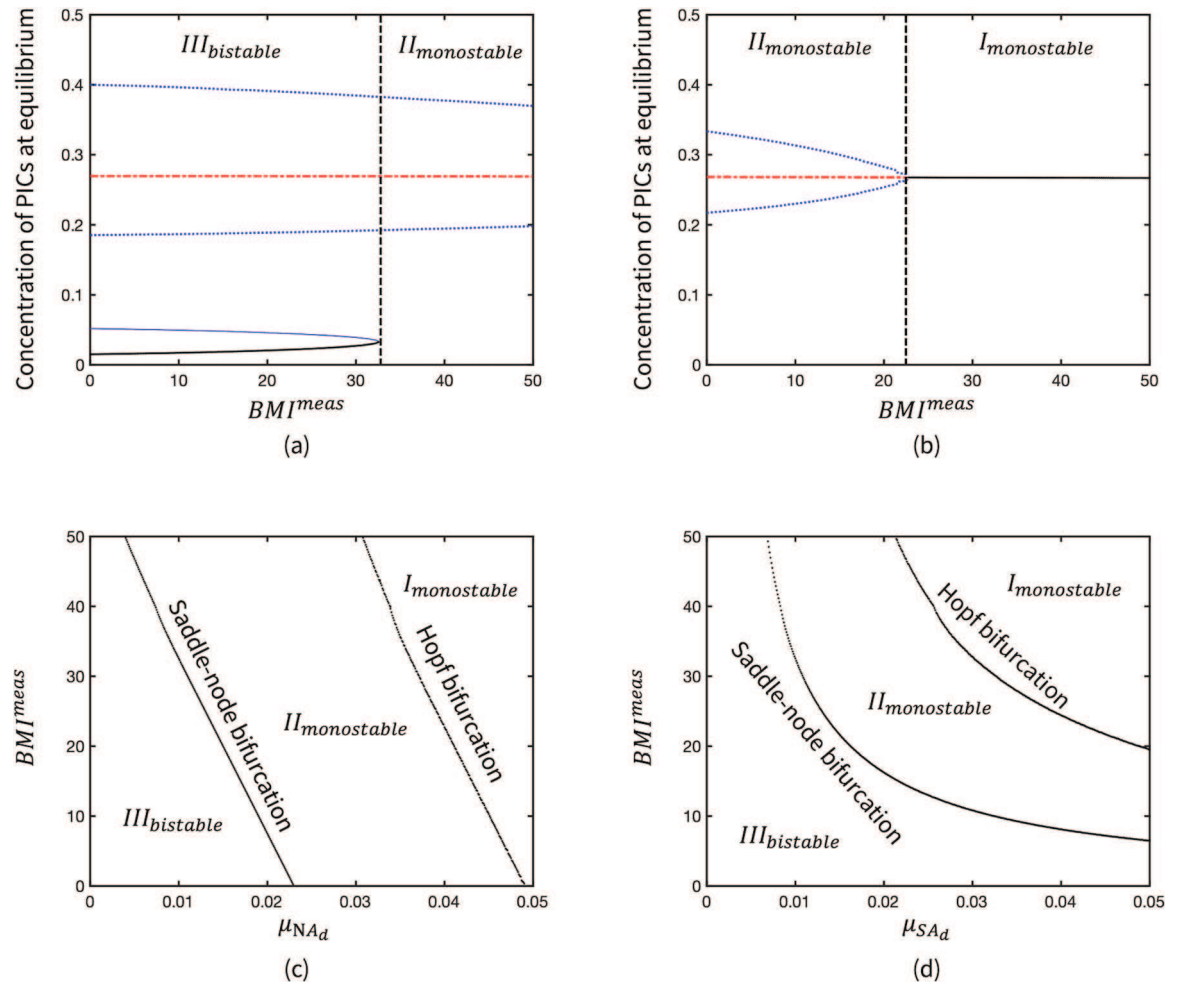 0.5
0.4
0.3
0.2
0.1
0
Concentration of PICs at equilibrium
III_bistable
II_monostable
0 10 20 30 40 50
BMI^meas
(a)
0.5
0.4
0.3
0.2
0.1
0
Concentration of PICs at equilibrium
II_monostable
I_monostable
0 10 20 30 40 50
BMI^meas
(b)
50
40
30
20
10
0
BMI^meas
I_monostable
Saddle-node bifurcation
Hopf bifurcation
II_monostable
III_bistable
0 0.01 0.02 0.03 0.04 0.05
μ_NA_d
(c)
50
40
30
20
10
0
BMI^meas
I_monostable
Hopf bifurcation
Saddle-node bifurcation
II_monostable
III_bistable
0 0.01 0.02 0.03 0.04 0.05
μ_SA_d
(d)